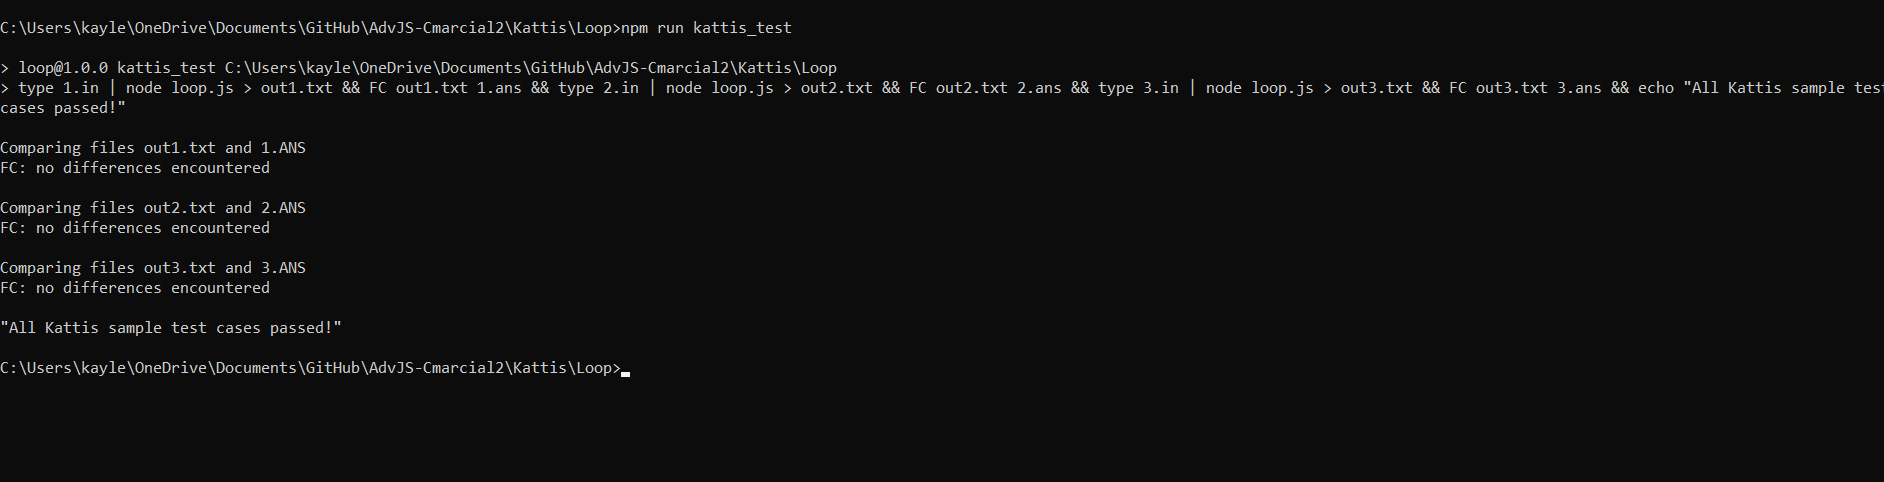 C:\Users\kayle\OneDrive\Documents\GitHub\AdvJS-Cmarcial2\Kattis\Loop>npm run kattis_test
> loop@1.0.0 kattis_test C:\Users\kayle\OneDrive\Documents\GitHub\AdvJS-Cmarcial2\Kattis\Loop
> type 1.in | node loop.js > out1.txt && FC out1.txt 1.ans && type 2.in | node loop.js > out2.txt && FC out2.txt 2.ans && type 3.in | node loop.js > out3.txt && FC out3.txt 3.ans && echo "All Kattis sample test
cases passed!"
Comparing files out1.txt and 1.ANS
FC: no differences encountered
Comparing files out2.txt and 2.ANS
FC: no differences encountered
Comparing files out3.txt and 3.ANS
FC: no differences encountered
"All Kattis sample test cases passed!"
C:\Users\kayle\OneDrive\Documents\GitHub\AdvJS-Cmarcial2\Kattis\Loop>